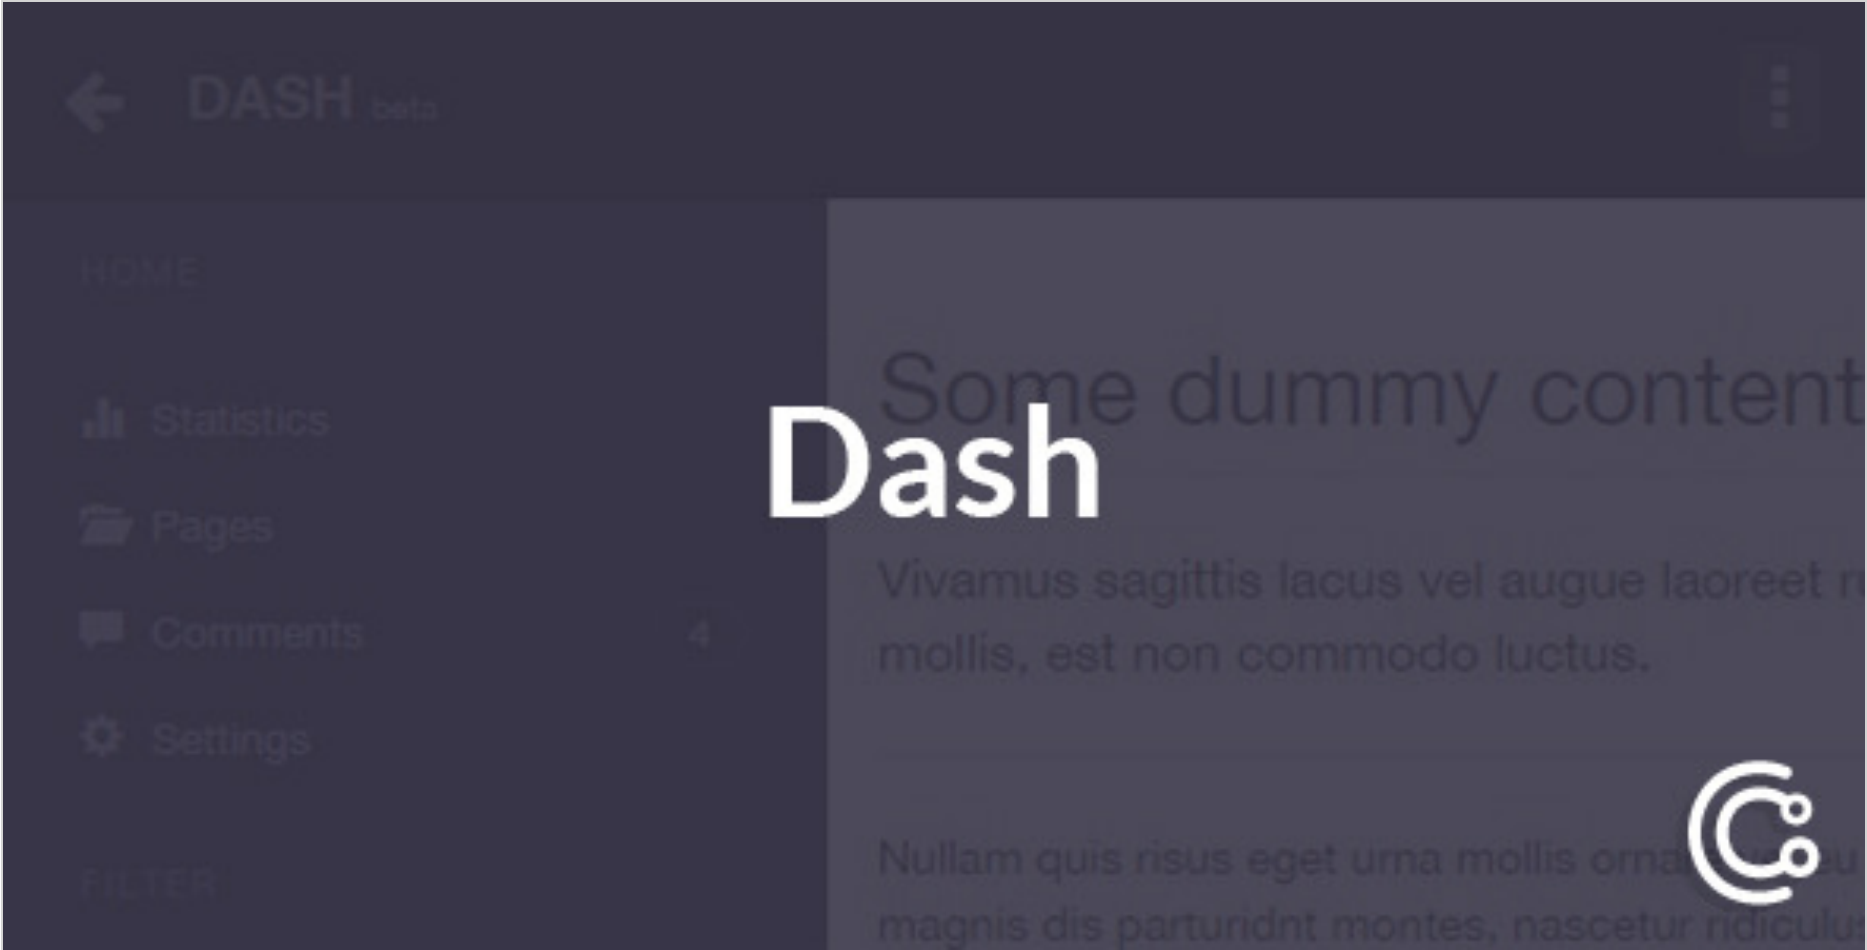 DASH beta
HOME
Statistics
Pages
Comments 4
Settings
FILTER
Dash
Some dummy content
Vivamus sagittis lacus vel augue laoreet
mollis, est non commodo luctus.
Nullam quis risus eget urna mollis
magnis dis parturidnt montes, nascetur